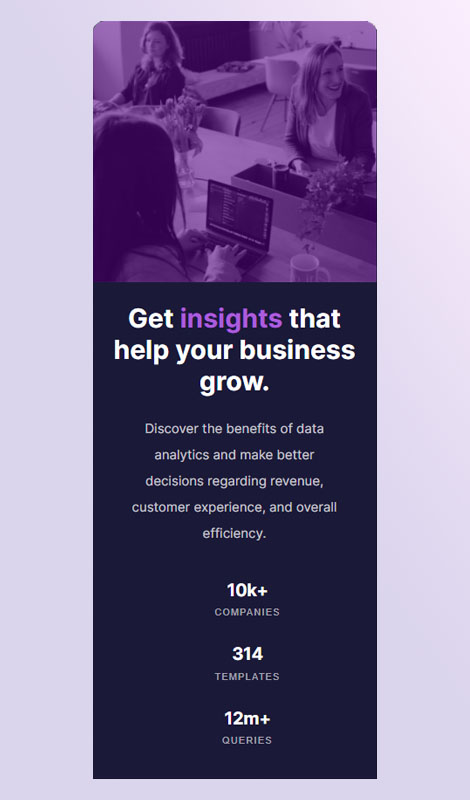 Get insights that
help your business
grow.
Discover the benefits of data
analytics and make better
decisions regarding revenue,
customer experience, and overall
efficiency.
10k+
COMPANIES
314
TEMPLATES
12m+
QUERIES